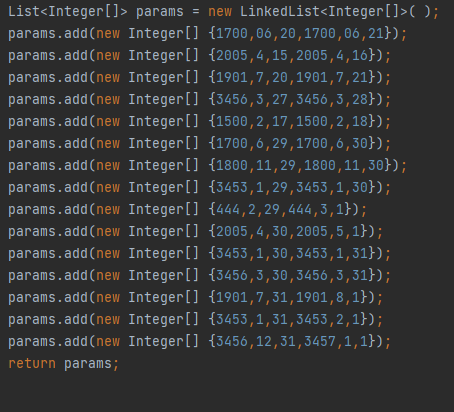 List<Integer[]> params = new LinkedList<Integer[]>( );
params.add(new Integer[] {1700,06,20,1700,06,21});
params.add(new Integer[] {2005,4,15,2005,4,16});
params.add(new Integer[] {1901,7,20,1901,7,21});
params.add(new Integer[] {3456,3,27,3456,3,28});
params.add(new Integer[] {1500,2,17,1500,2,18});
params.add(new Integer[] {1700,6,29,1700,6,30});
params.add(new Integer[] {1800,11,29,1800,11,30});
params.add(new Integer[] {3453,1,29,3453,1,30});
params.add(new Integer[] {444,2,29,444,3,1});
params.add(new Integer[] {2005,4,30,2005,5,1});
params.add(new Integer[] {3453,1,30,3453,1,31});
params.add(new Integer[] {3456,3,30,3456,3,31});
params.add(new Integer[] {1901,7,31,1901,8,1});
params.add(new Integer[] {3453,1,31,3453,2,1});
params.add(new Integer[] {3456,12,31,3457,1,1});
return params;